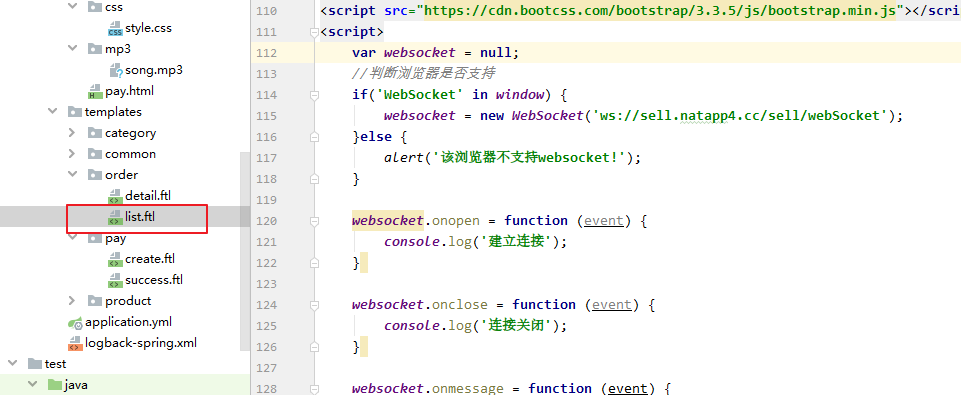 css
style.css
mp3
song.mp3
pay.html
templates
category
common
order
detail.ftl
list.ftl
pay
create.ftl
success.ftl
product
application.yml
logback-spring.xml
test
java
110 <script src="https://cdn.bootcss.com/bootstrap/3.3.5/js/bootstrap.min.js"></scri
111 <script>
112 var websocket = null;
113 //判断浏览器是否支持
114 if('WebSocket' in window) {
115 websocket = new WebSocket('ws://sell.natapp4.cc/sell/webSocket');
116 }else {
117 alert('该浏览器不支持websocket!');
118 }
119
120 websocket.onopen = function (event) {
121 console.log('建立连接');
122 }
123
124 websocket.onclose = function (event) {
125 console.log('连接关闭');
126 }
127
128 websocket.onmessage = function (event) {